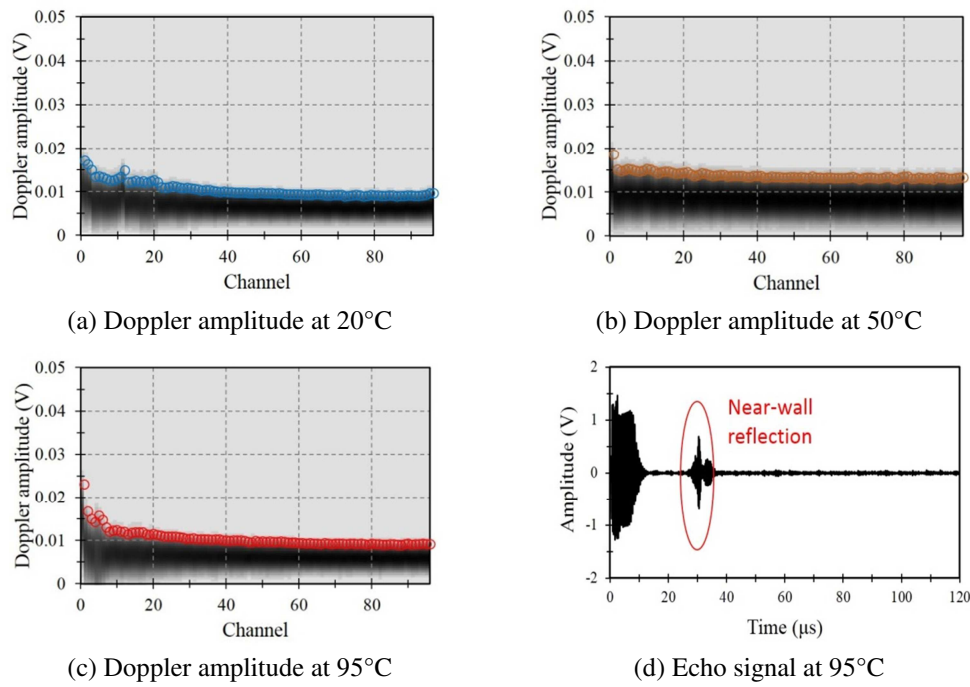 0.05
0.04
0.03
0.02
0.01
0
Doppler amplitude (V)
0 20 40 60 80
Channel
(a) Doppler amplitude at 20°C
0.05
0.04
0.03
0.02
0.01
0
Doppler amplitude (V)
0 20 40 60 80
Channel
(b) Doppler amplitude at 50°C
0.05
0.04
0.03
0.02
0.01
0
Doppler amplitude (V)
0 20 40 60 80
Channel
(c) Doppler amplitude at 95°C
2
1
0
-1
-2
Amplitude (V)
Near-wall
reflection
0 20 40 60 80 100 120
Time (μs)
(d) Echo signal at 95°C